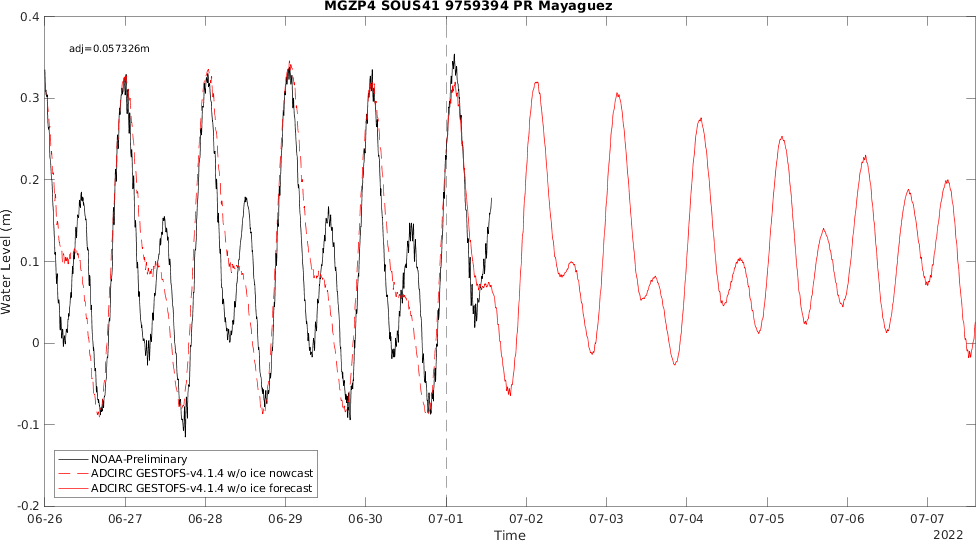 MGZP4 SOUS41 9759394 PR Mayaguez
0.4
adj=0.057326m
0.3
0.2
0.1
0
-0.1
-0.2
Water Level (m)
NOAA-Preliminary
ADCIRC GESTOFS-v4.1.4 w/o ice nowcast
ADCIRC GESTOFS-v4.1.4 w/o ice forecast
06-26 06-27 06-28 06-29 06-30 07-01 07-02 07-03 07-04 07-05 07-06 07-07
Time
2022